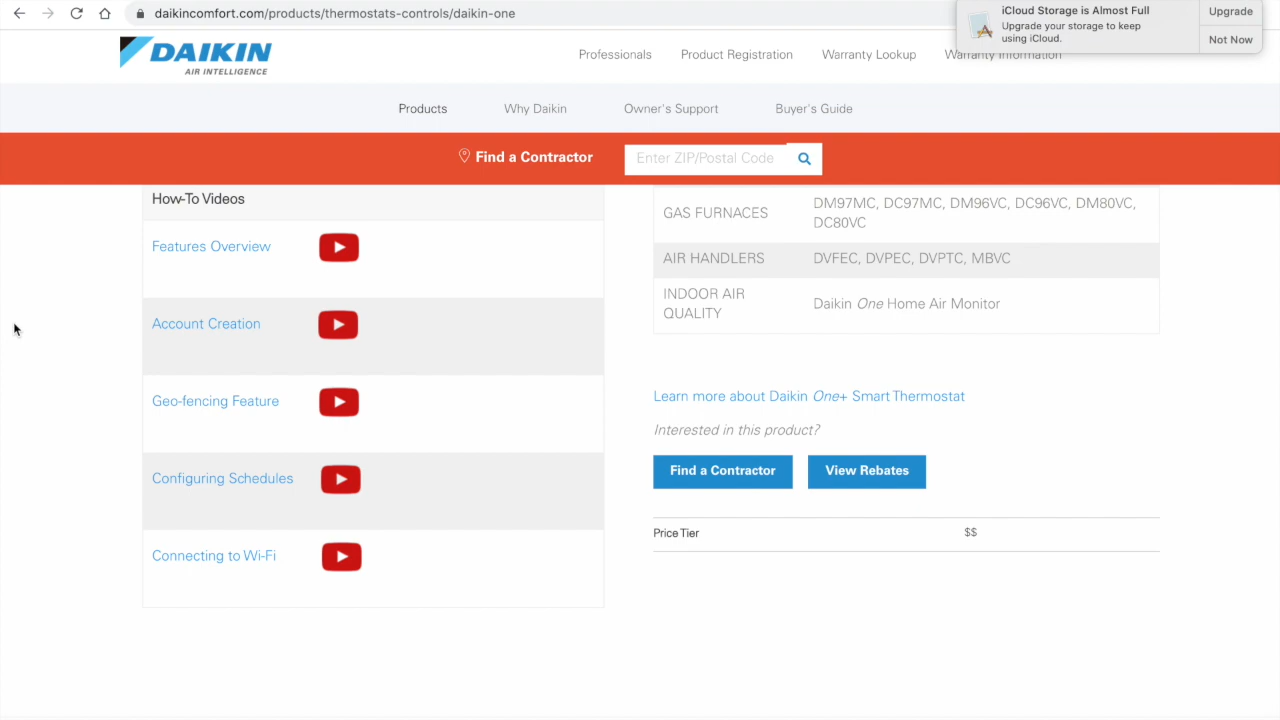 daikincomfort.com/products/thermostats-controls/daikin-one
iCloud Storage is Almost Full
Upgrade your storage to keep
using iCloud.
Upgrade
Not Now
DAIKIN
AIR INTELLIGENCE
Professionals
Product Registration
Warranty Lookup
Warranty Information
Products
Why Daikin
Owner's Support
Buyer's Guide
Find a Contractor
Enter ZIP/Postal Code
How-To Videos
Features Overview
Account Creation
Geo-fencing Feature
Configuring Schedules
Connecting to Wi-Fi
GAS FURNACES
DM97MC, DC97MC, DM96VC, DC96VC, DM80VC,
DC80VC
AIR HANDLERS
DVFEC, DVPEC, DVPTC, MBVC
INDOOR AIR
QUALITY
Daikin One Home Air Monitor
Learn more about Daikin One+ Smart Thermostat
Interested in this product?
Find a Contractor
View Rebates
Price Tier
$$